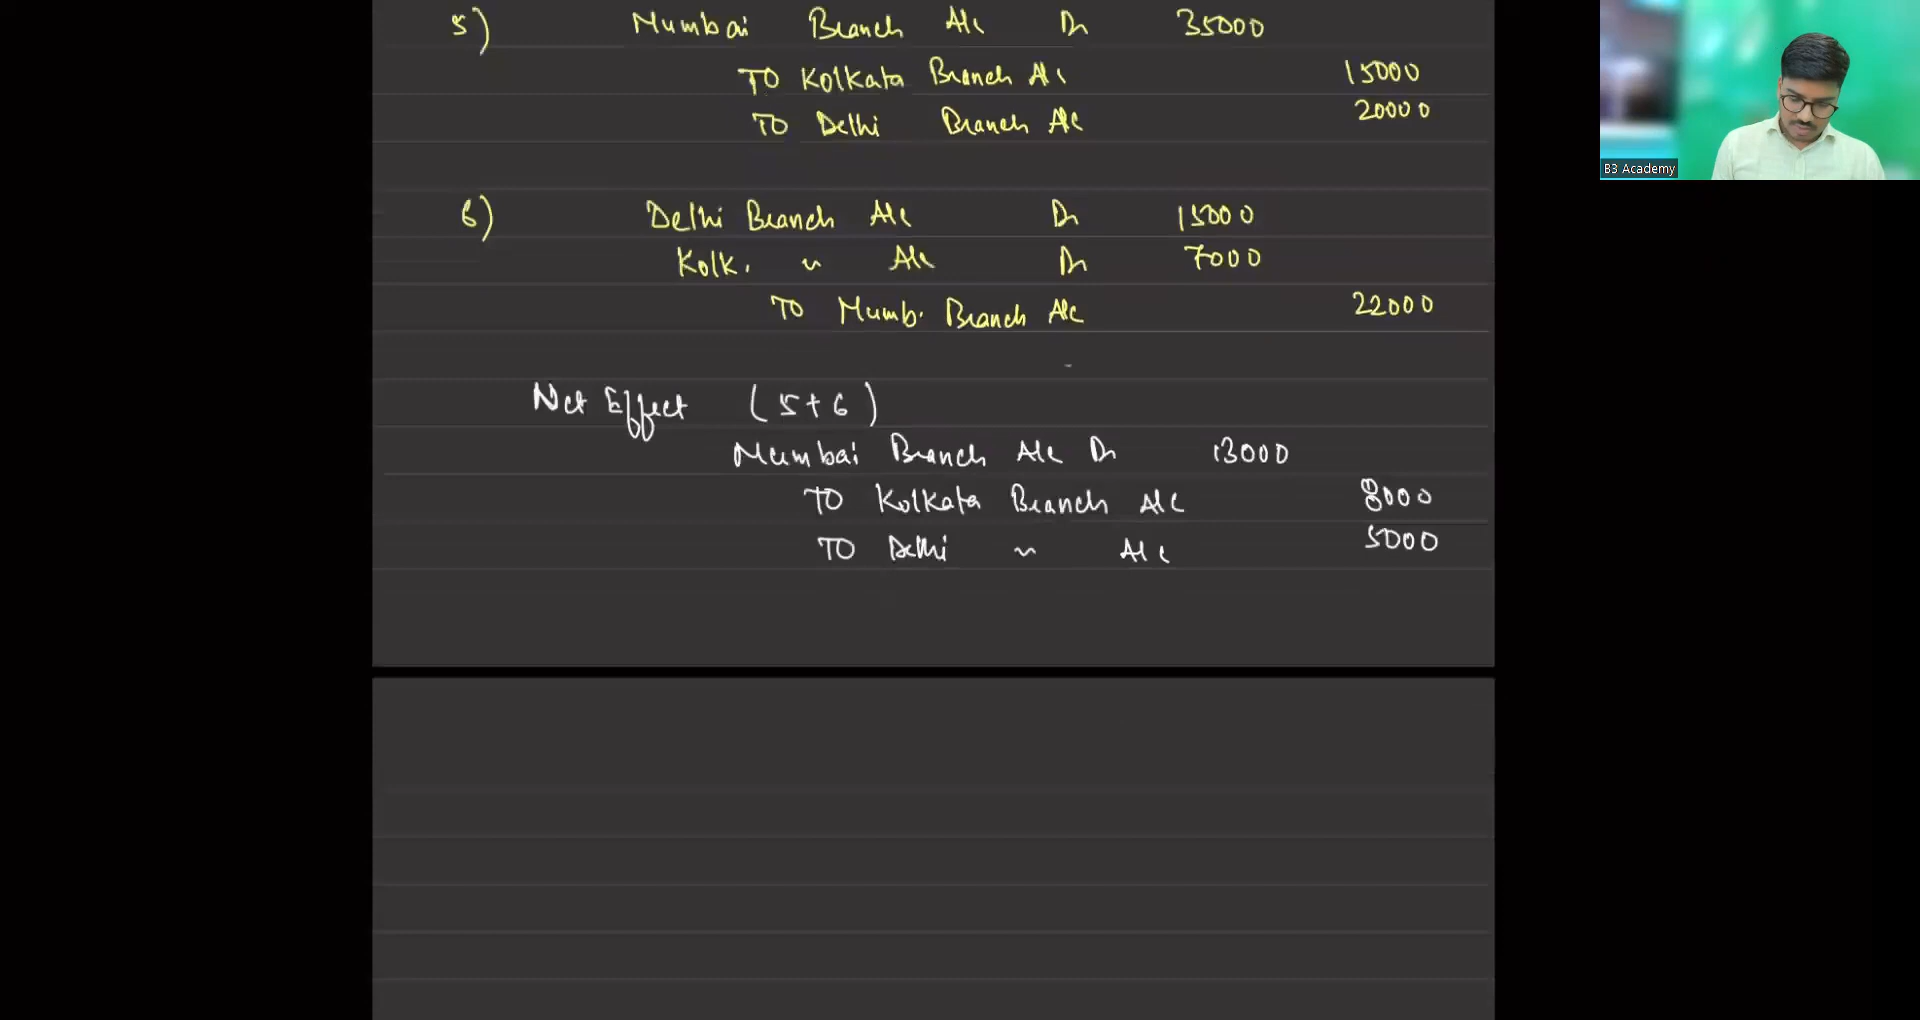 5) Mumbai Branch A/c Dr 35000
To Kolkata Branch A/c 15000
To Delhi Branch A/c 20000
6) Delhi Branch A/c Dr 15000
Kolk. " A/c Dr 7000
To Mumb. Branch A/c 22000
Net Effect (5+6)
Mumbai Branch A/c Dr 13000
To Kolkata Branch A/c 8000
To Delhi " A/c 5000
B3 Academy